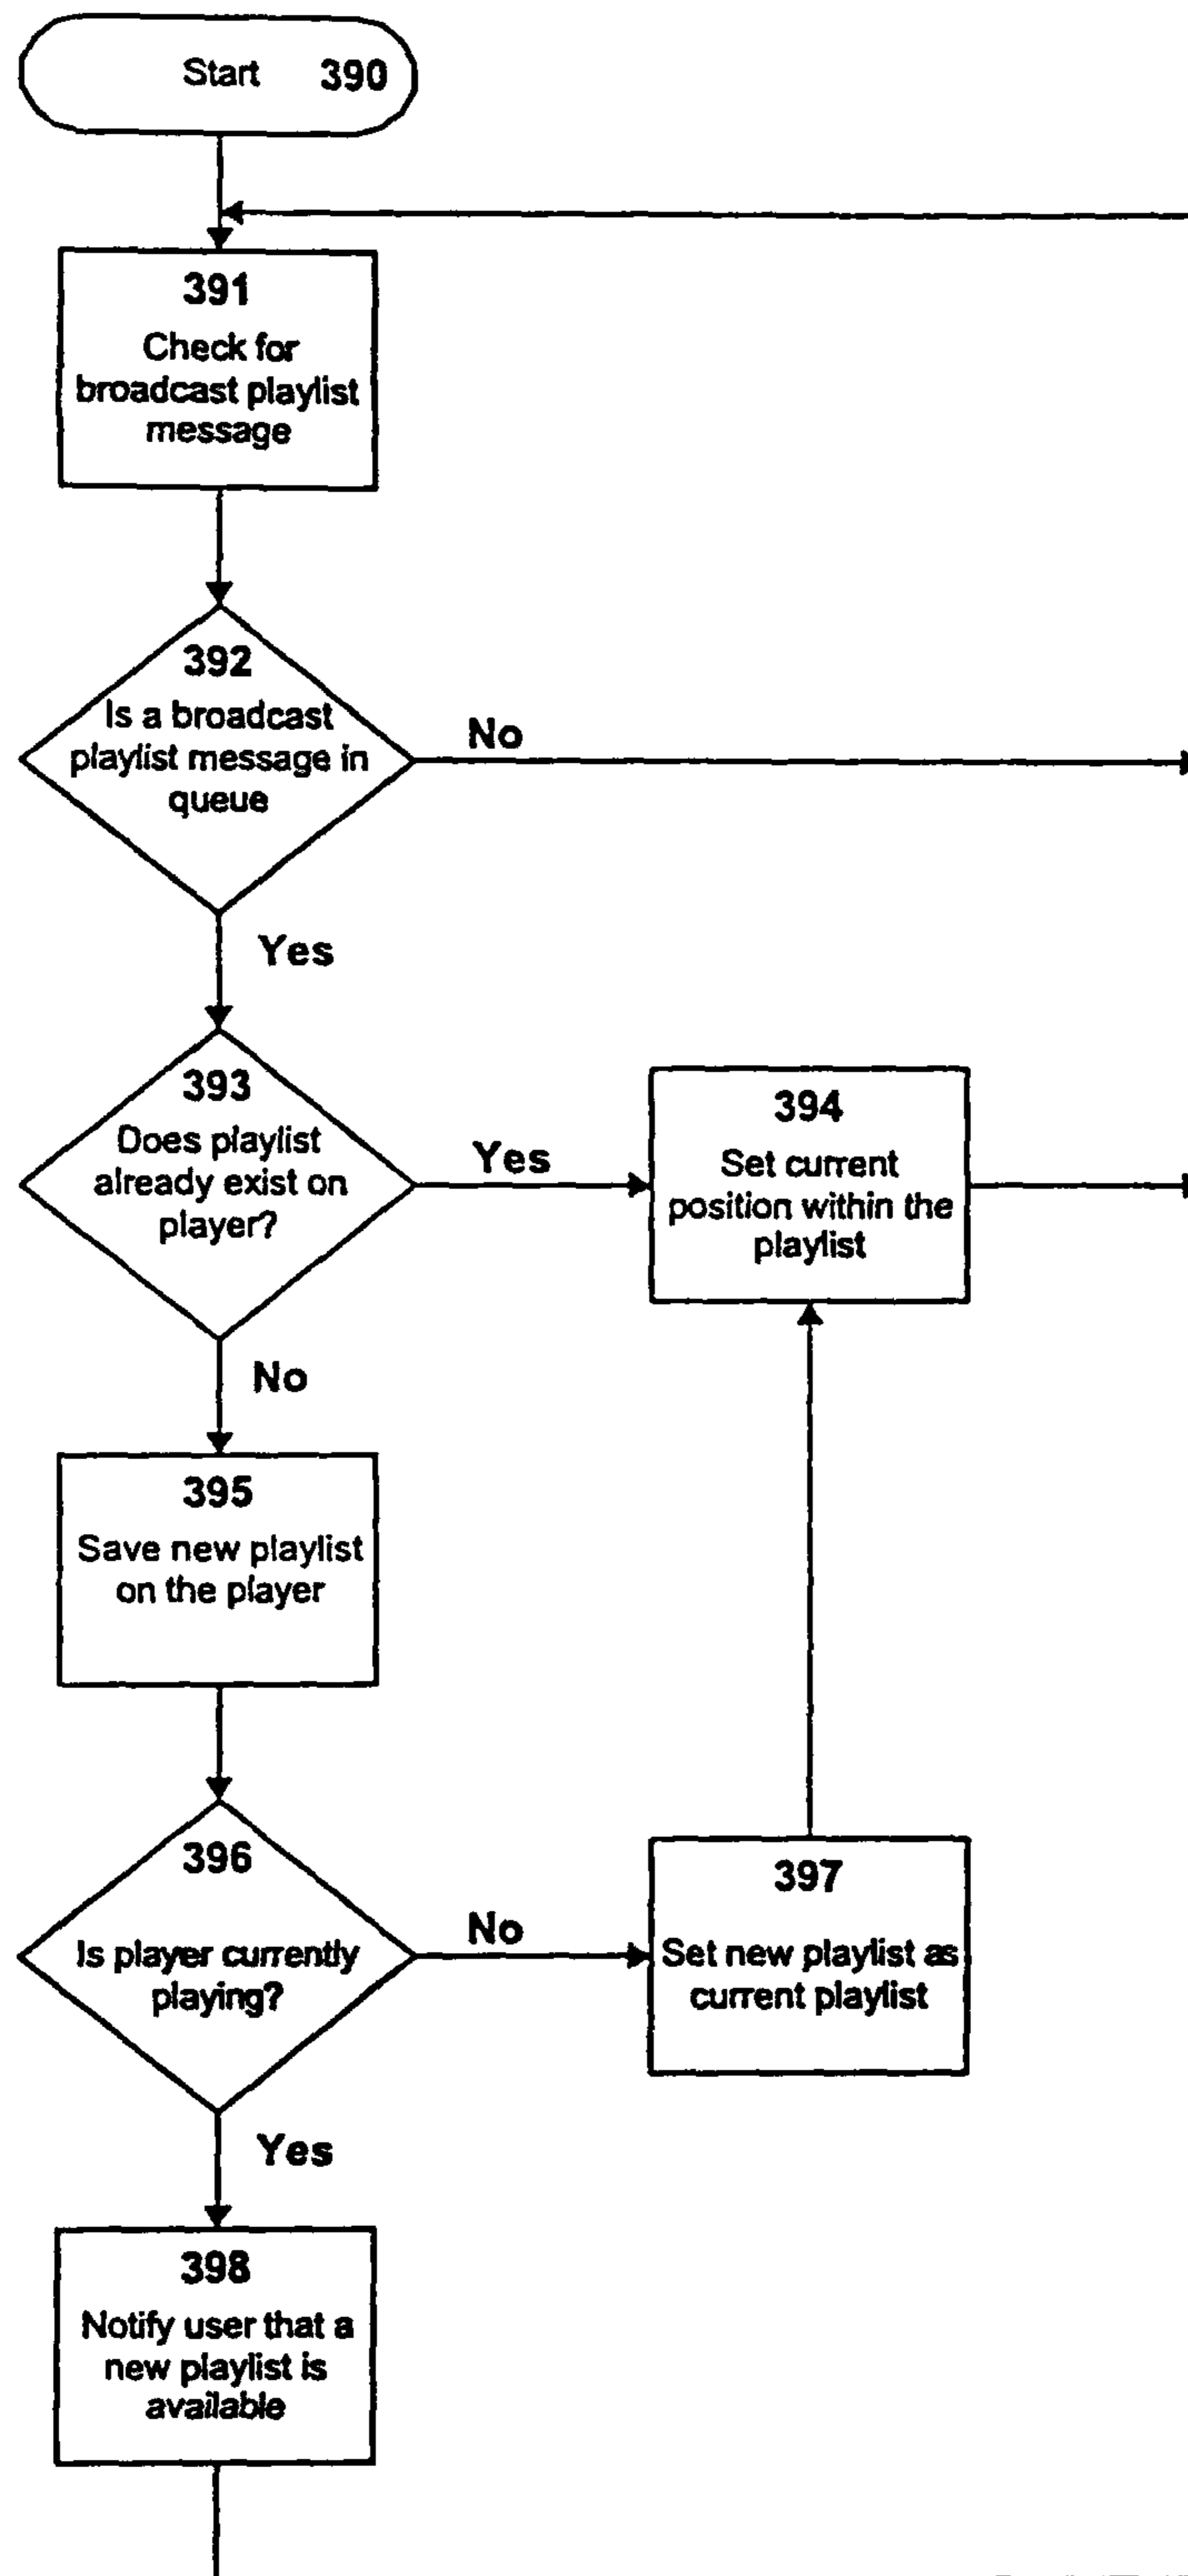 Start 390
391
Check for
broadcast playlist
message
392
Is a broadcast
playlist message in
queue
No
Yes
393
Does playlist
already exist on
player?
Yes
394
Set current
position within the
playlist
No
395
Save new playlist
on the player
396
Is player currently
playing?
No
397
Set new playlist as
current playlist
Yes
398
Notify user that a
new playlist is
available